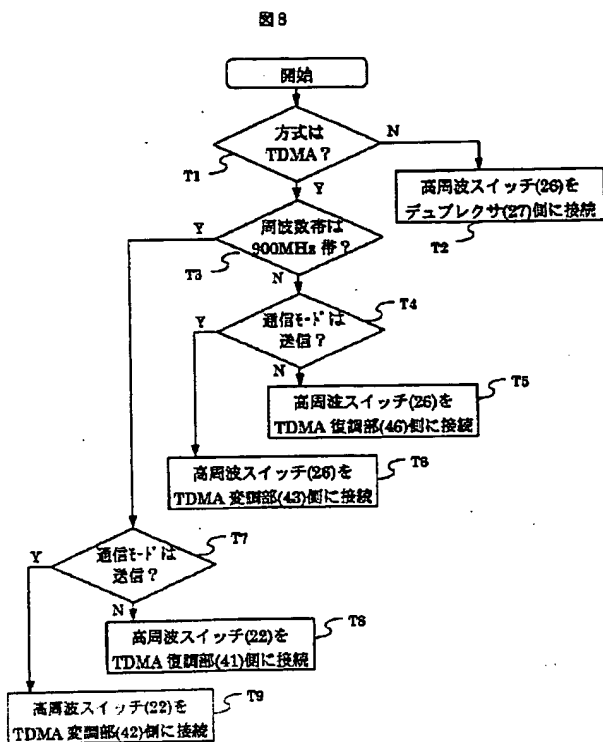 図8
開始
方式は
TDMA?
N
T1
Y
高周波スイッチ(26)を
デュプレクサ(27)側に接続
T2
周波数帯は
900MHz 帯?
Y
T3
N
通信モードは
送信?
T4
Y
N
高周波スイッチ(26)を
TDMA 復調部(46)側に接続
T5
高周波スイッチ(26)を
TDMA 変調部(43)側に接続
T6
通信モードは
送信?
T7
Y
N
高周波スイッチ(22)を
TDMA 復調部(41)側に接続
T8
高周波スイッチ(22)を
TDMA 変調部(42)側に接続
T9